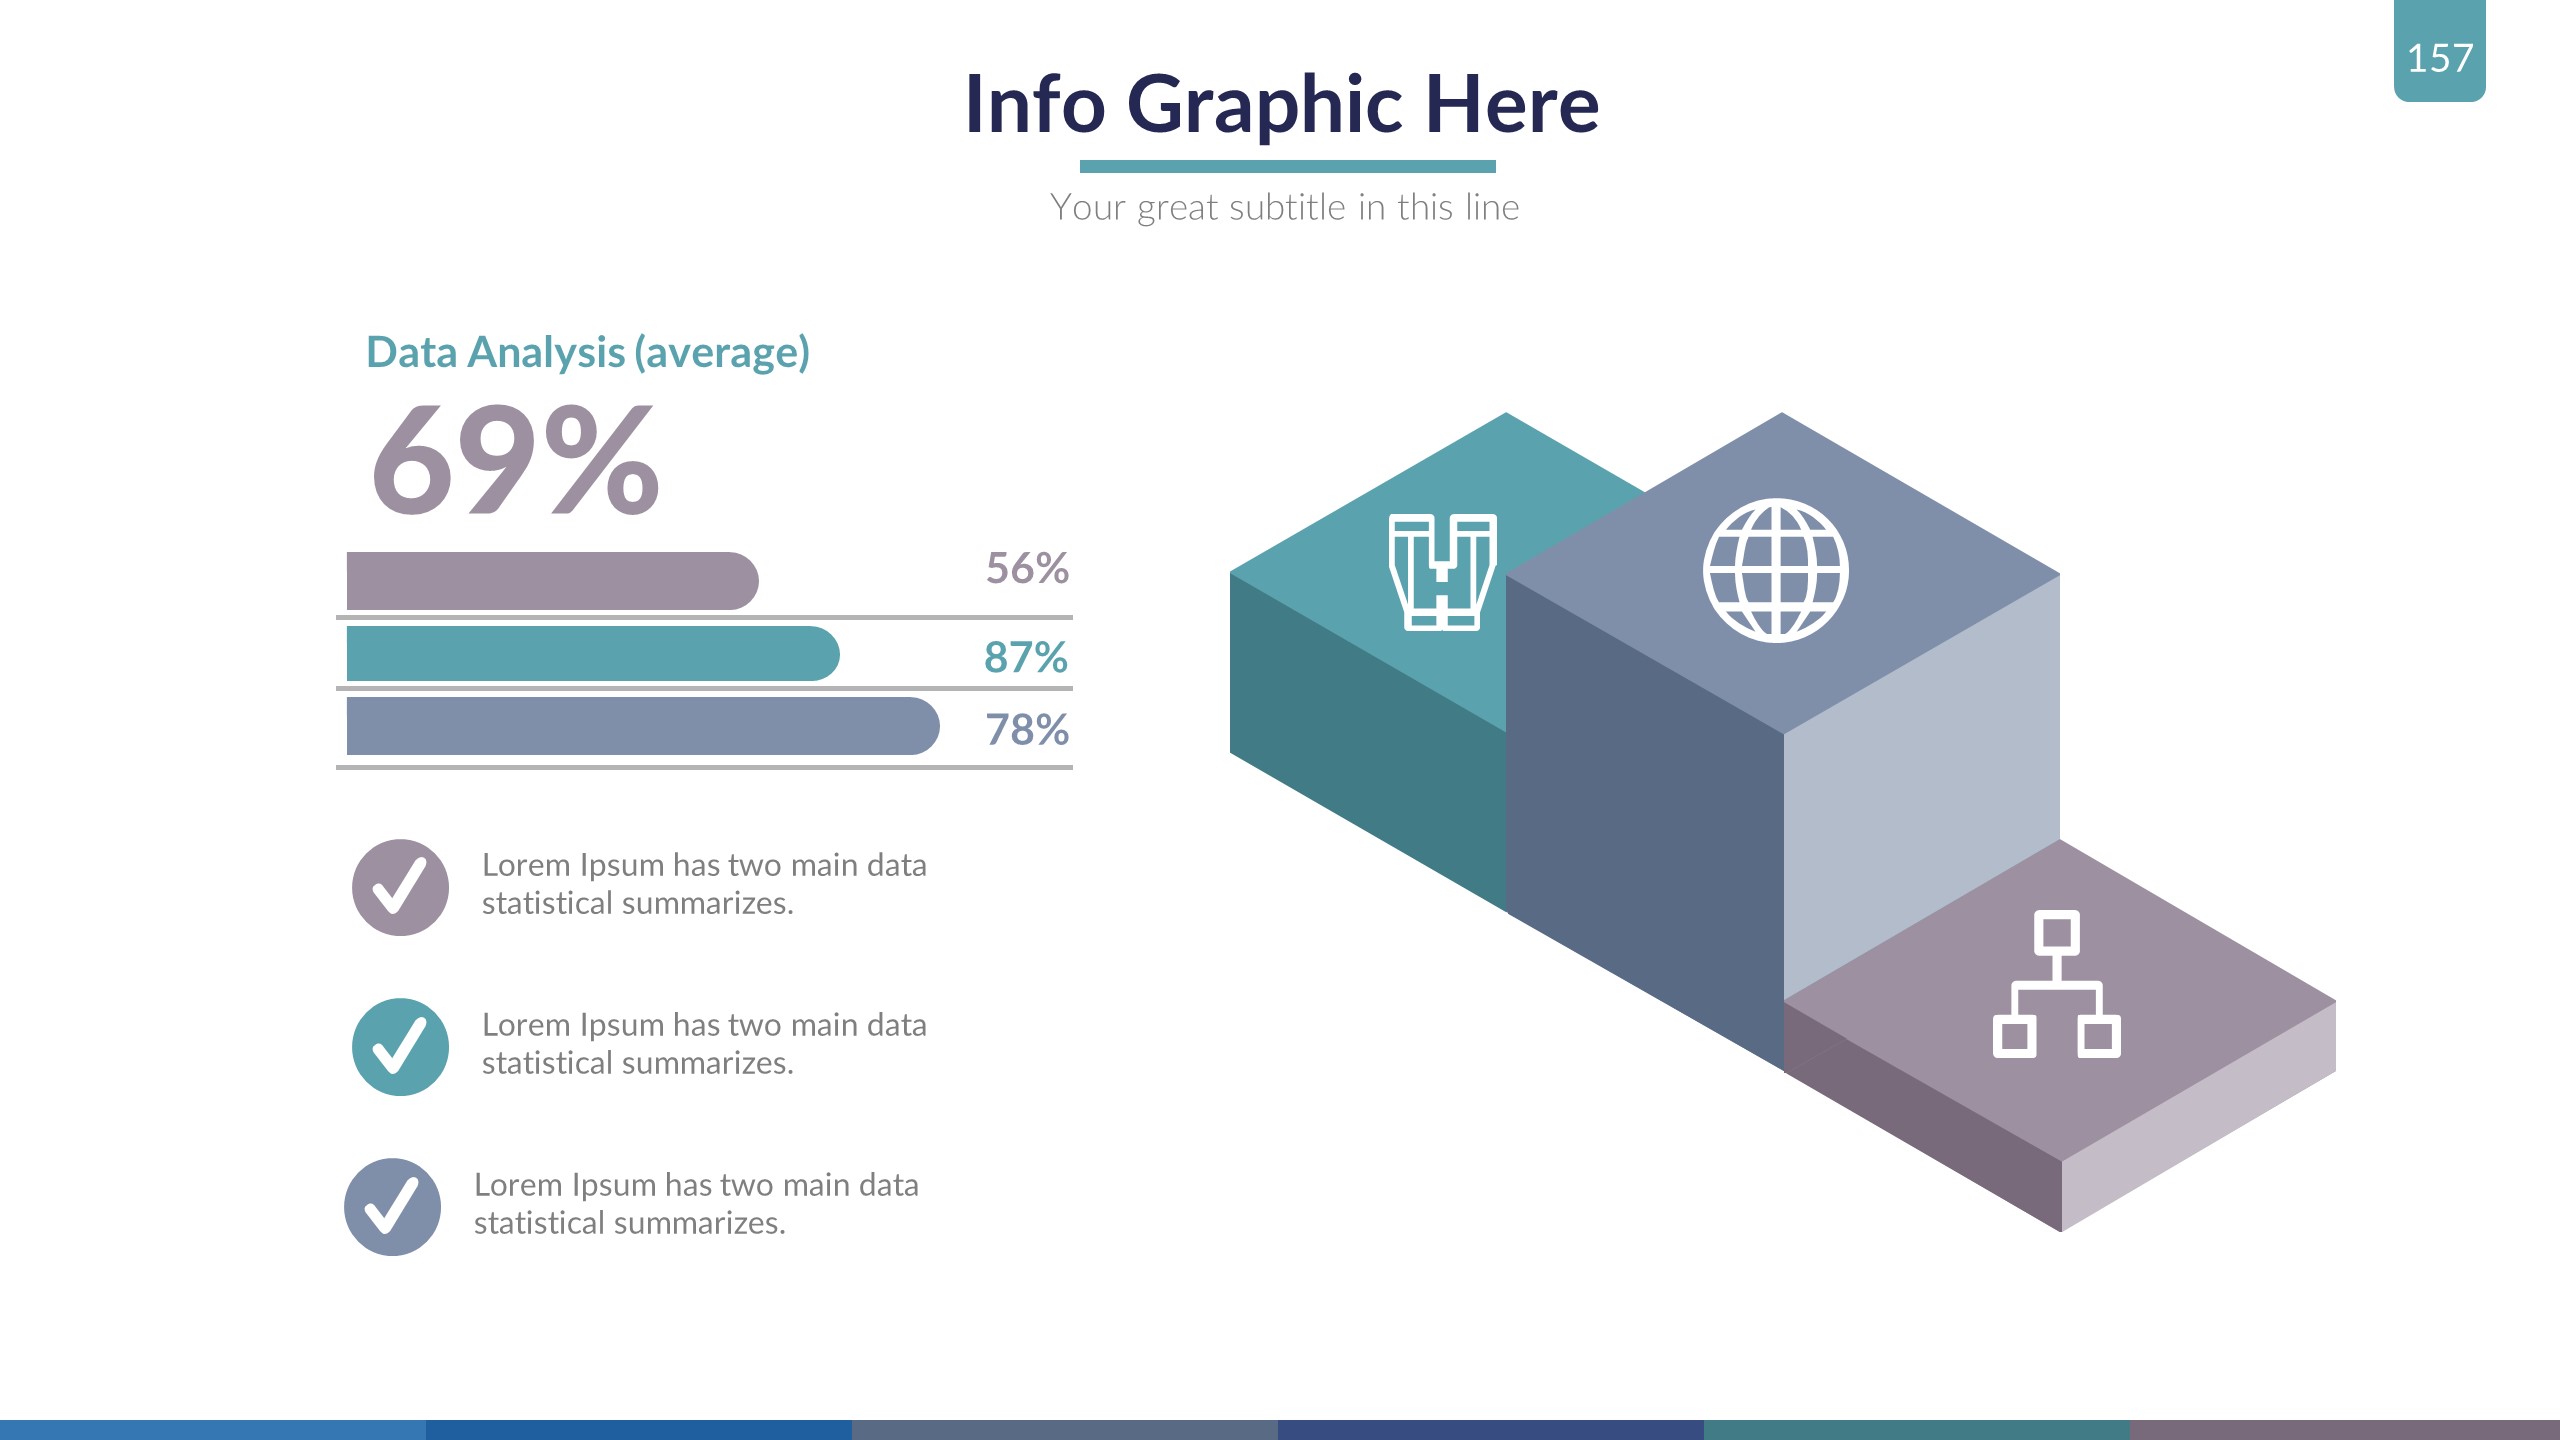 157
Info Graphic Here
Your great subtitle in this line
Data Analysis (average)
69%
56%
87%
78%
Lorem Ipsum has two main data
statistical summarizes.
Lorem Ipsum has two main data
statistical summarizes.
Lorem Ipsum has two main data
statistical summarizes.